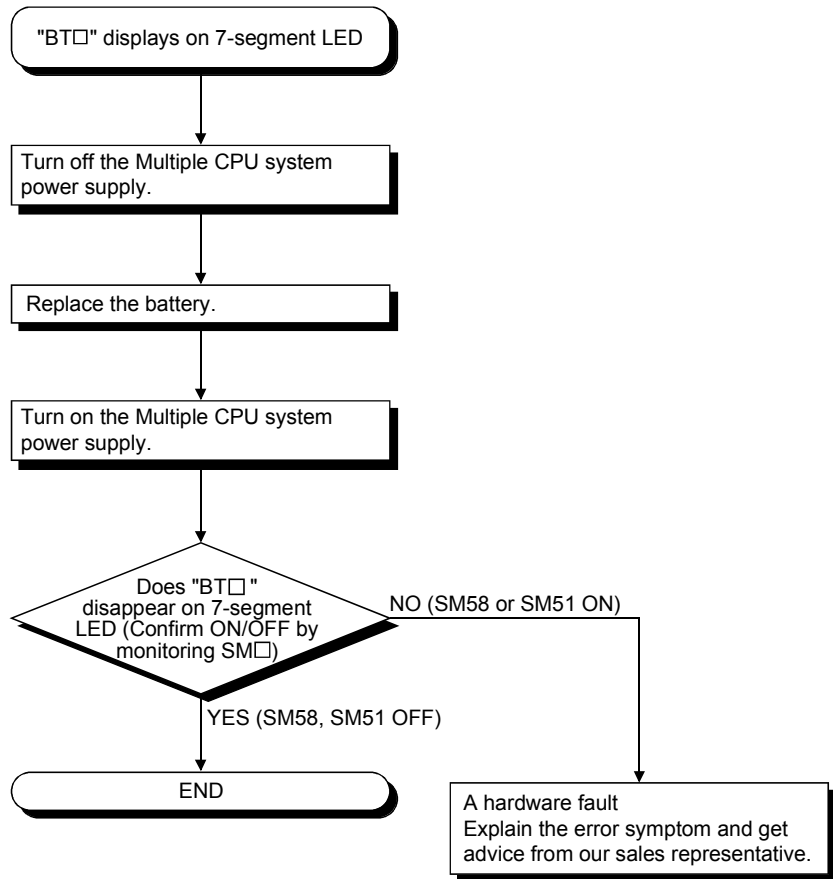 "BT□" displays on 7-segment LED
Turn off the Multiple CPU system
power supply.
Replace the battery.
Turn on the Multiple CPU system
power supply.
Does "BT□ "
disappear on 7-segment
LED (Confirm ON/OFF by
monitoring SM□)
NO (SM58 or SM51 ON)
YES (SM58, SM51 OFF)
END
A hardware fault
Explain the error symptom and get
advice from our sales representative.